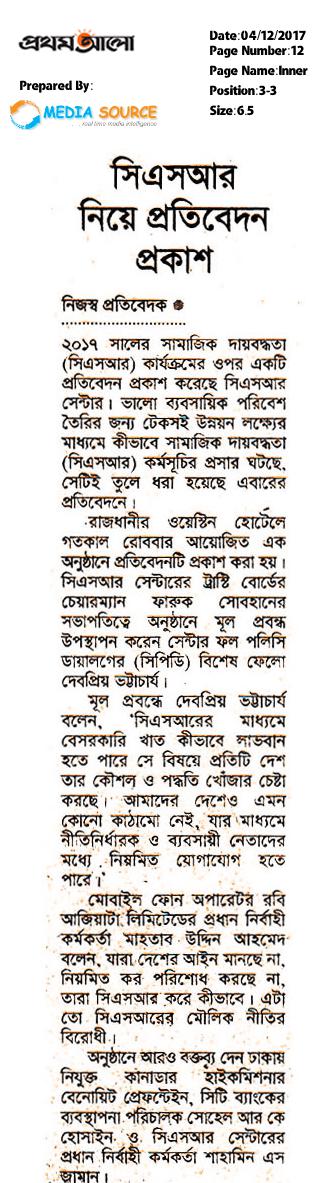 প্রথম আলো
Date:04/12/2017
Page Number:12
Page Name:Inner
Position:3-3
Size:6.5
Prepared By:
MEDIA SOURCE
real time media intelligence
সিএসআর
নিয়ে প্রতিবেদন
প্রকাশ
নিজস্ব প্রতিবেদক
২০১৭ সালের সামাজিক দায়বদ্ধতা
(সিএসআর) কার্যক্রমের ওপর একটি
প্রতিবেদন প্রকাশ করেছে সিএসআর
সেন্টার। ভালো ব্যবসায়িক পরিবেশ
তৈরির জন্য টেকসই উন্নয়ন লক্ষ্যের
মাধ্যমে কীভাবে সামাজিক দায়বদ্ধতা
(সিএসআর) কর্মসূচির প্রসার ঘটছে,
সেটিই তুলে ধরা হয়েছে এবারের
প্রতিবেদনে।
রাজধানীর ওয়েস্টিন হোটেলে
গতকাল রোববার আয়োজিত এক
অনুষ্ঠানে প্রতিবেদনটি প্রকাশ করা হয়।
সিএসআর সেন্টারের ট্রাস্টি বোর্ডের
চেয়ারম্যান ফারুক সোবহানের
সভাপতিত্বে অনুষ্ঠানে মূল প্রবন্ধ
উপস্থাপন করেন সেন্টার ফল পলিসি
ডায়ালগের (সিপিডি) বিশেষ ফেলো
দেবপ্রিয় ভট্টাচার্য।
মূল প্রবন্ধে দেবপ্রিয় ভট্টাচার্য
বলেন, 'সিএসআরের মাধ্যমে
বেসরকারি খাত কীভাবে লাভবান
হতে পারে সে বিষয়ে প্রতিটি দেশ
তার কৌশল ও পদ্ধতি খোঁজার চেষ্টা
করছে। আমাদের দেশেও এমন
কোনো কাঠামো নেই, যার মাধ্যমে
নীতিনির্ধারক ও ব্যবসায়ী নেতাদের
মধ্যে নিয়মিত যোগাযোগ হতে
পারে।'
মোবাইল ফোন অপারেটর রবি
আজিয়াটা লিমিটেডের প্রধান নির্বাহী
কর্মকর্তা মাহতাব উদ্দিন আহমেদ
বলেন, যারা দেশের আইন মানছে না,
নিয়মিত কর পরিশোধ করছে না,
তারা সিএসআর করে কীভাবে। এটা
তো সিএসআরের মৌলিক নীতির
বিরোধী।
অনুষ্ঠানে আরও বক্তব্য দেন ঢাকায়
নিযুক্ত কানাডার হাইকমিশনার
বেনোয়িট প্রেফন্টেইন, সিটি ব্যাংকের
ব্যবস্থাপনা পরিচালক সোহেল আর কে
হোসাইন ও সিএসআর সেন্টারের
প্রধান নির্বাহী কর্মকর্তা শাহামিন এস
জামান।